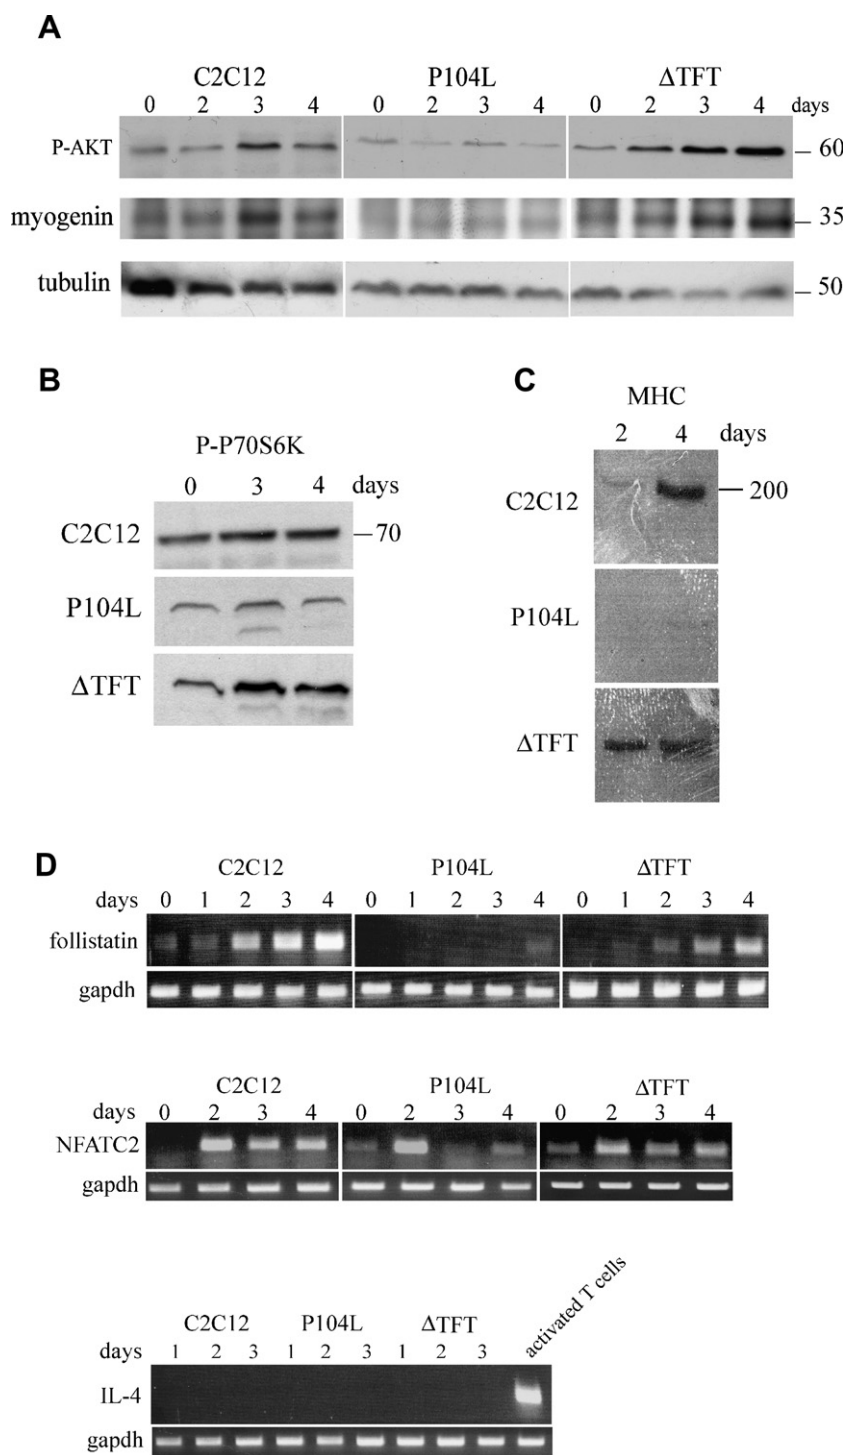 A
C2C12 P104L ΔTFT
0 2 3 4 0 2 3 4 0 2 3 4 days
P-AKT 60
myogenin 35
tubulin 50
B
P-P70S6K
0 3 4 days
C2C12 70
P104L
ΔTFT
C
MHC
2 4 days
C2C12 200
P104L
ΔTFT
D
C2C12 P104L ΔTFT
days 0 1 2 3 4 0 1 2 3 4 0 1 2 3 4
follistatin
gapdh
C2C12 P104L ΔTFT
days 0 2 3 4 0 2 3 4 0 2 3 4
NFATC2
gapdh
C2C12 P104L ΔTFT activated T cells
days 1 2 3 1 2 3 1 2 3
IL-4
gapdh